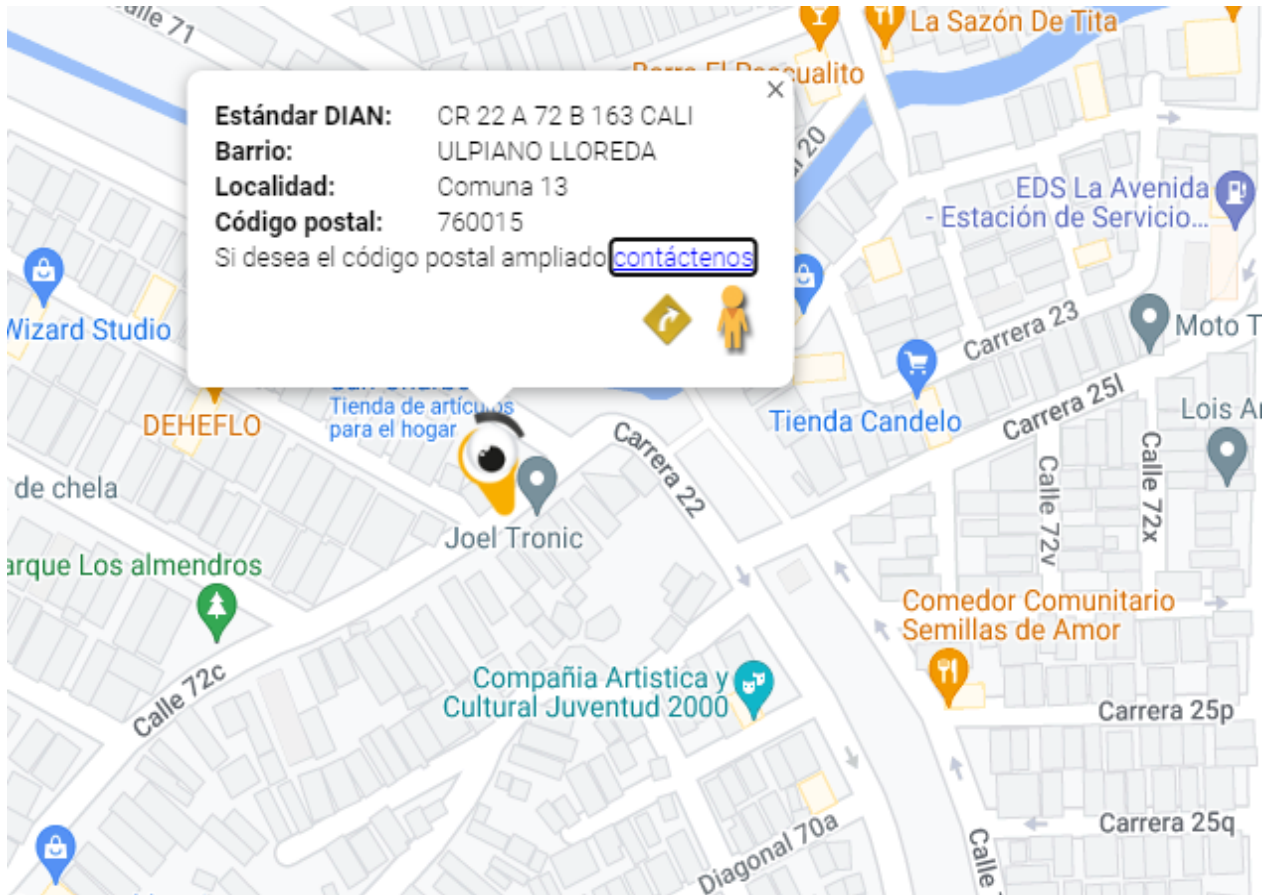 alle 71
La Sazón De Tita
ualito
Estándar DIAN: CR 22 A 72 B 163 CALI
Barrio: ULPIANO LLOREDA
Localidad: Comuna 13
Código postal: 760015
Si desea el código postal ampliado contáctenos
20
EDS La Avenida
- Estación de Servicio...
Wizard Studio
Carrera 23
Moto T
DEHEFLO
Tienda de artículos
para el hogar
Tienda Candelo
Carrera 25l
Lois A
Carrera 22
Calle 72v
Calle 72x
de chela
Joel Tronic
arque Los almendros
Comedor Comunitario
Semillas de Amor
Calle 72c
Compañia Artistica y
Cultural Juventud 2000
Carrera 25p
Diagonal 70a
Calle
Carrera 25q